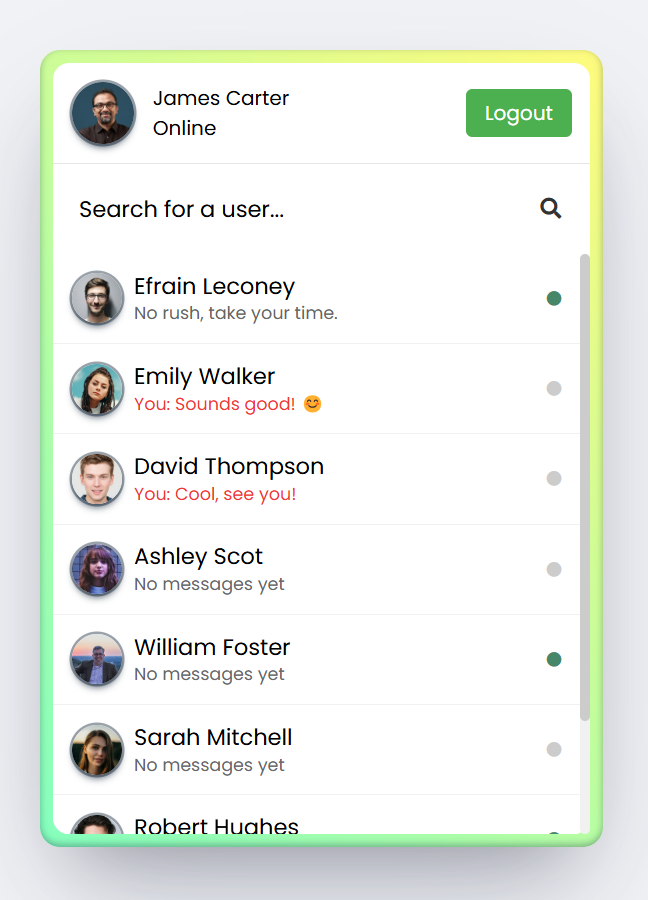 James Carter
Online
Logout
Search for a user...
Efrain Leconey
No rush, take your time.
Emily Walker
You: Sounds good! 😊
David Thompson
You: Cool, see you!
Ashley Scot
No messages yet
William Foster
No messages yet
Sarah Mitchell
No messages yet
Robert Hughes